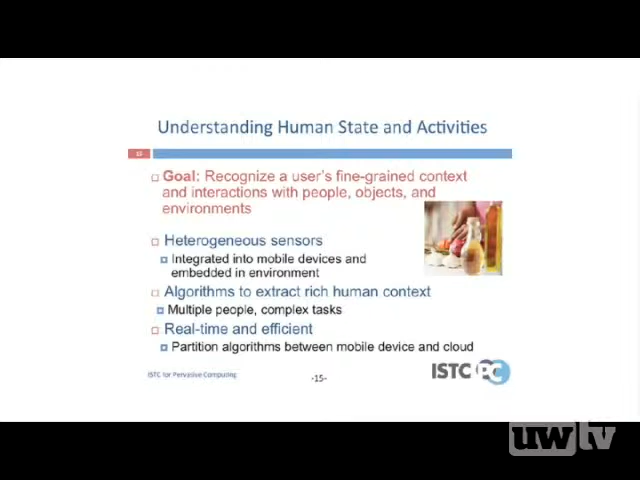 Understanding Human State and Activities
15
Goal: Recognize a user's fine-grained context
and interactions with people, objects, and
environments
Heterogeneous sensors
Integrated into mobile devices and
embedded in environment
Algorithms to extract rich human context
Multiple people, complex tasks
Real-time and efficient
Partition algorithms between mobile device and cloud
ISTC for Pervasive Computing
-15-
ISTC PC
uwtv